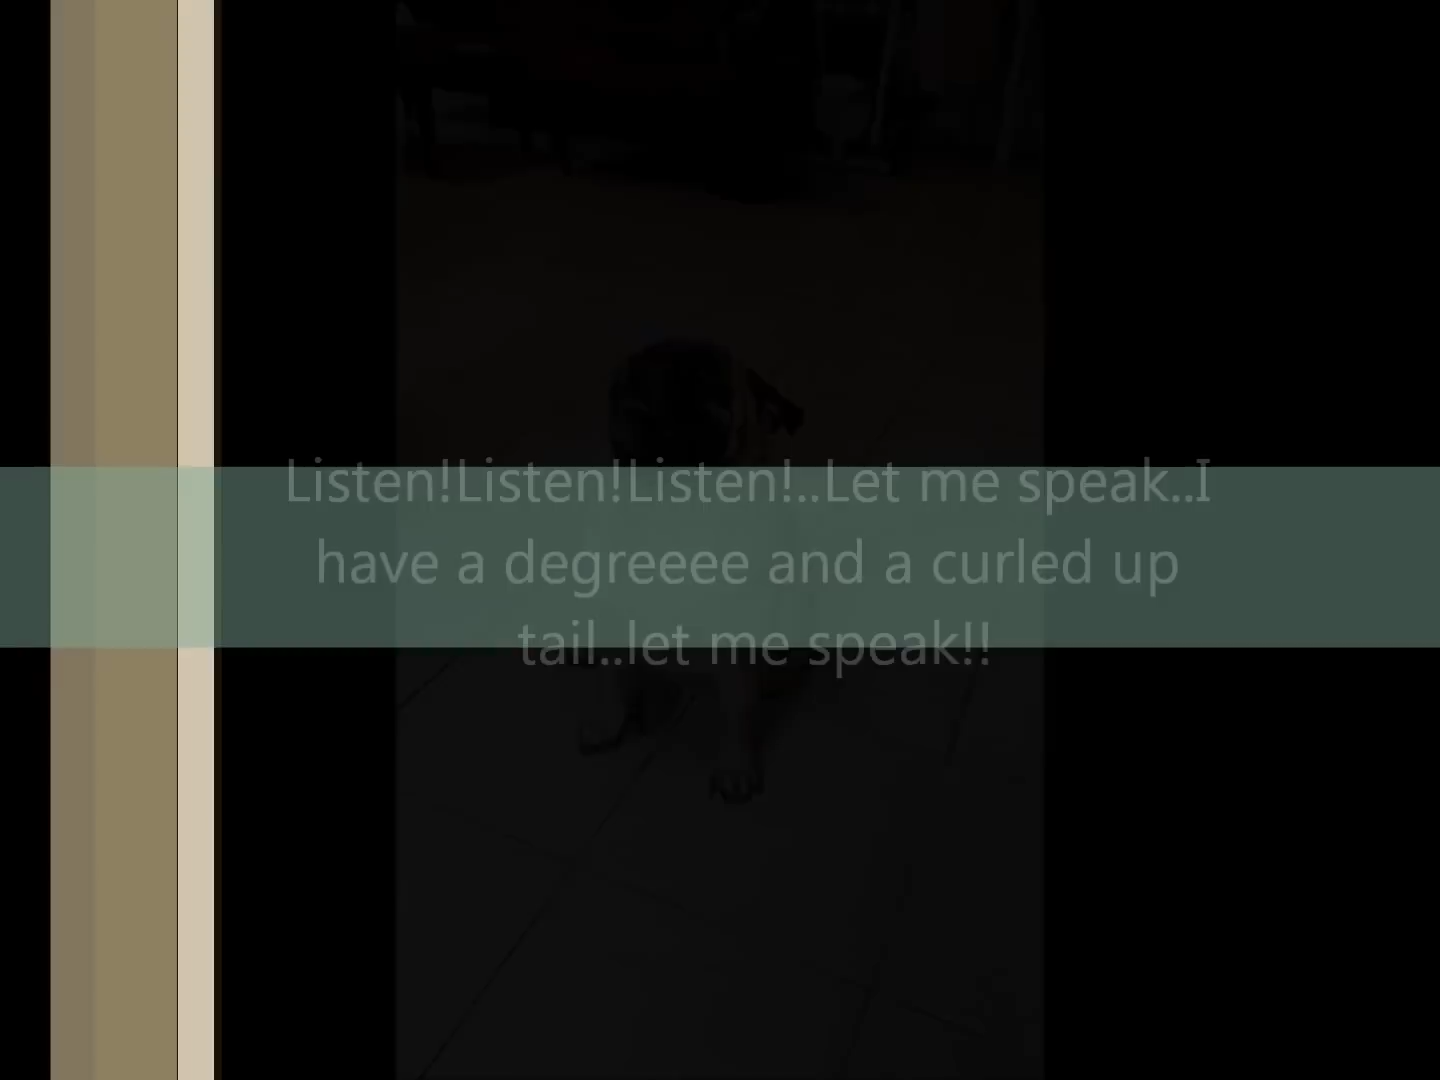 Listen!Listen!Listen!..Let me speak..I
have a degreeee and a curled up
tail..let me speak!!